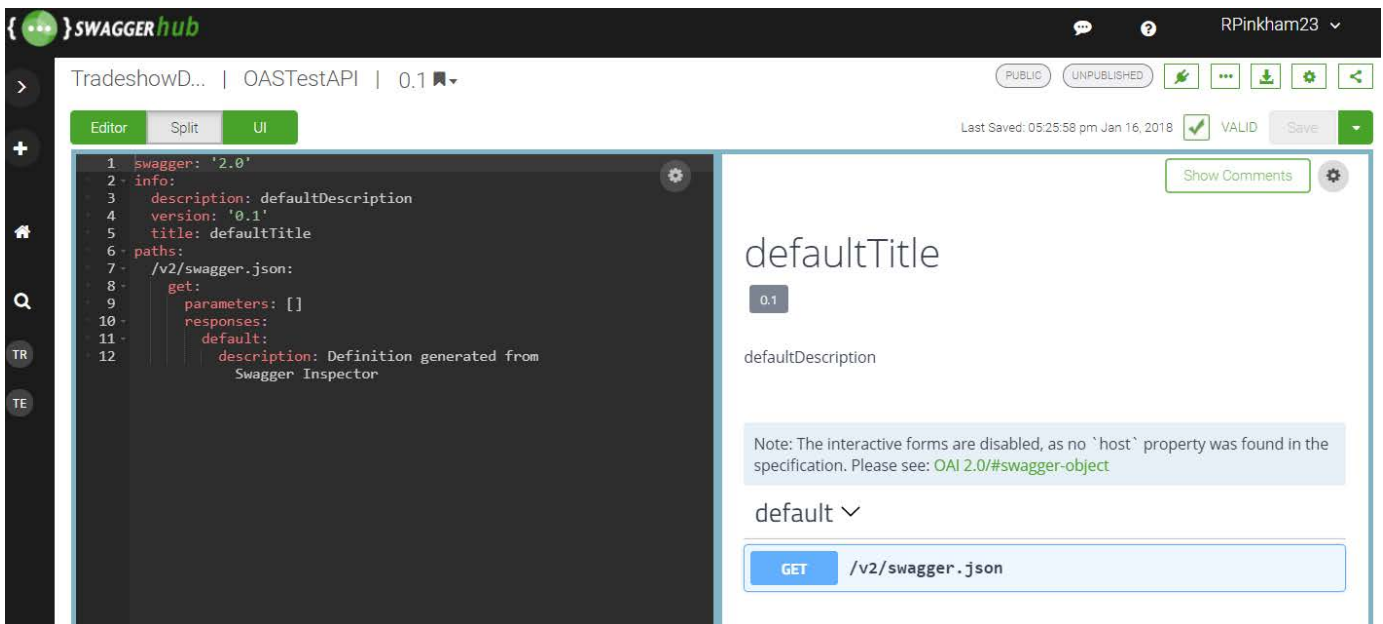 { ... } SWAGGERhub
RPinkham23
TradeshowD... | OASTestAPI | 0.1
PUBLIC UNPUBLISHED
Editor Split UI
Last Saved: 05:25:58 pm Jan 16, 2018 VALID Save
1 swagger: '2.0'
2 info:
3 description: defaultDescription
4 version: '0.1'
5 title: defaultTitle
6 paths:
7 /v2/swagger.json:
8 get:
9 parameters: []
10 responses:
11 default:
12 description: Definition generated from
Swagger Inspector
TR
TE
Show Comments
defaultTitle
0.1
defaultDescription
Note: The interactive forms are disabled, as no `host` property was found in the
specification. Please see: OAI 2.0/#swagger-object
default
GET /v2/swagger.json